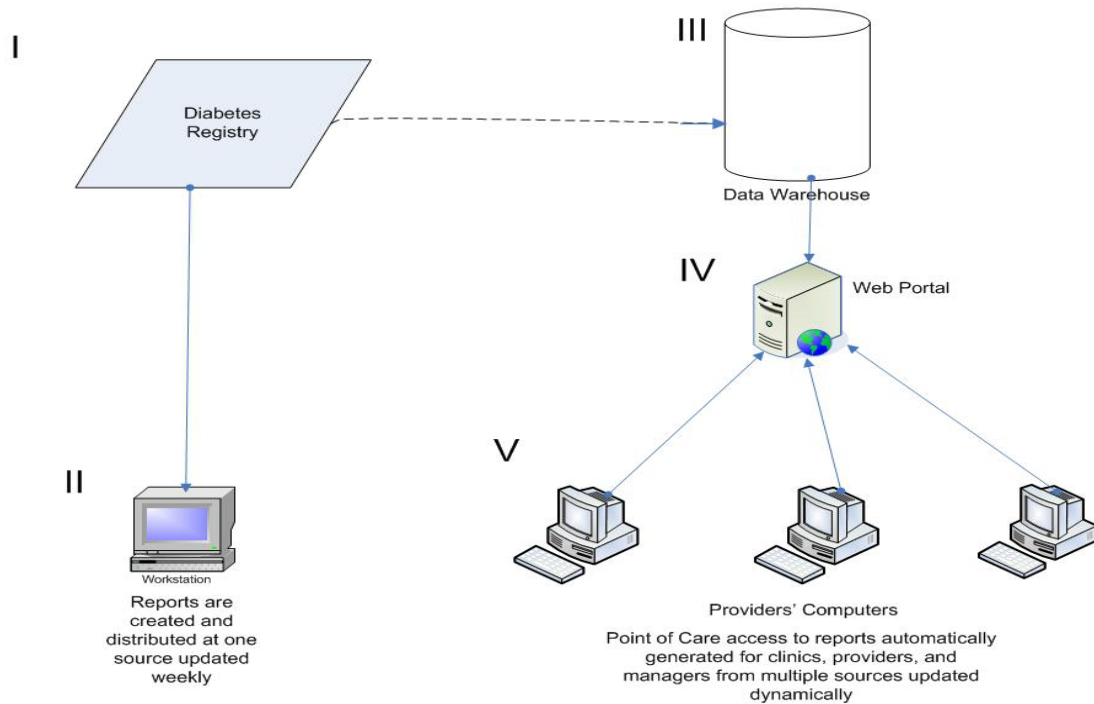 I
Diabetes
Registry
III
Data Warehouse
IV
Web Portal
II
Workstation
Reports are
created and
distributed at one
source updated
weekly
V
Providers' Computers
Point of Care access to reports automatically
generated for clinics, providers, and
managers from multiple sources updated
dynamically